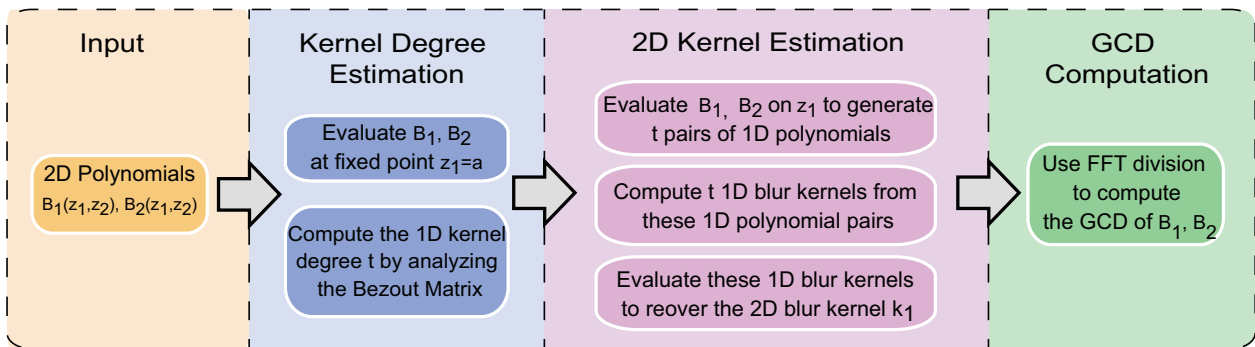 Input
2D Polynomials
B₁(z₁,z₂), B₂(z₁,z₂)
Kernel Degree
Estimation
Evaluate B₁, B₂
at fixed point z₁=a
Compute the 1D kernel
degree t by analyzing
the Bezout Matrix
2D Kernel Estimation
Evaluate B₁, B₂ on z₁ to generate
t pairs of 1D polynomials
Compute t 1D blur kernels from
these 1D polynomial pairs
Evaluate these 1D blur kernels
to reover the 2D blur kernel k₁
GCD
Computation
Use FFT division
to compute
the GCD of B₁, B₂